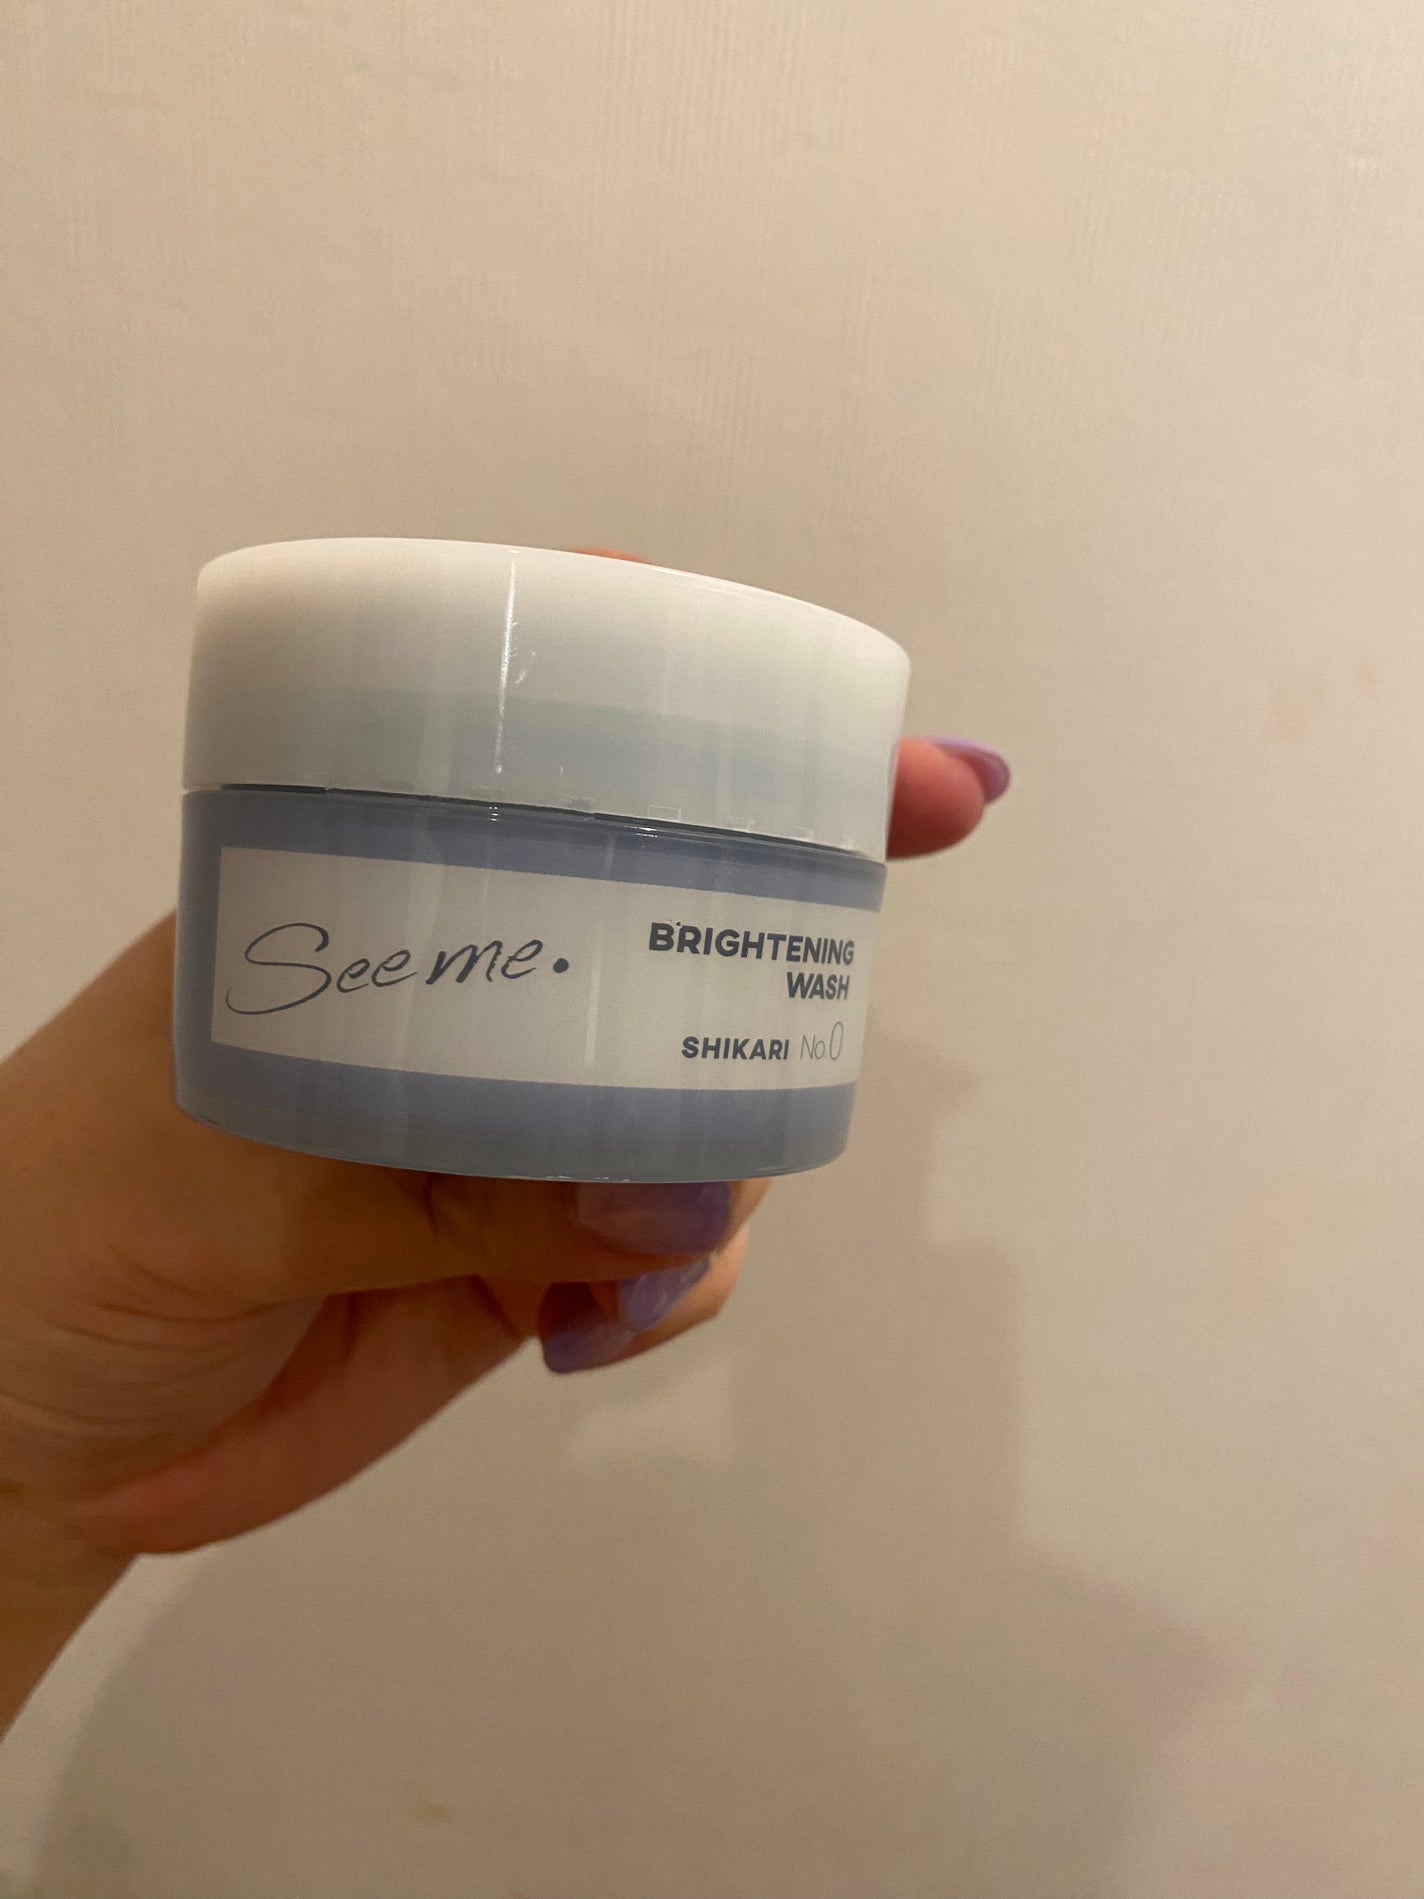 See me.
BRIGHTENING
WASH
SHIKARI No.0